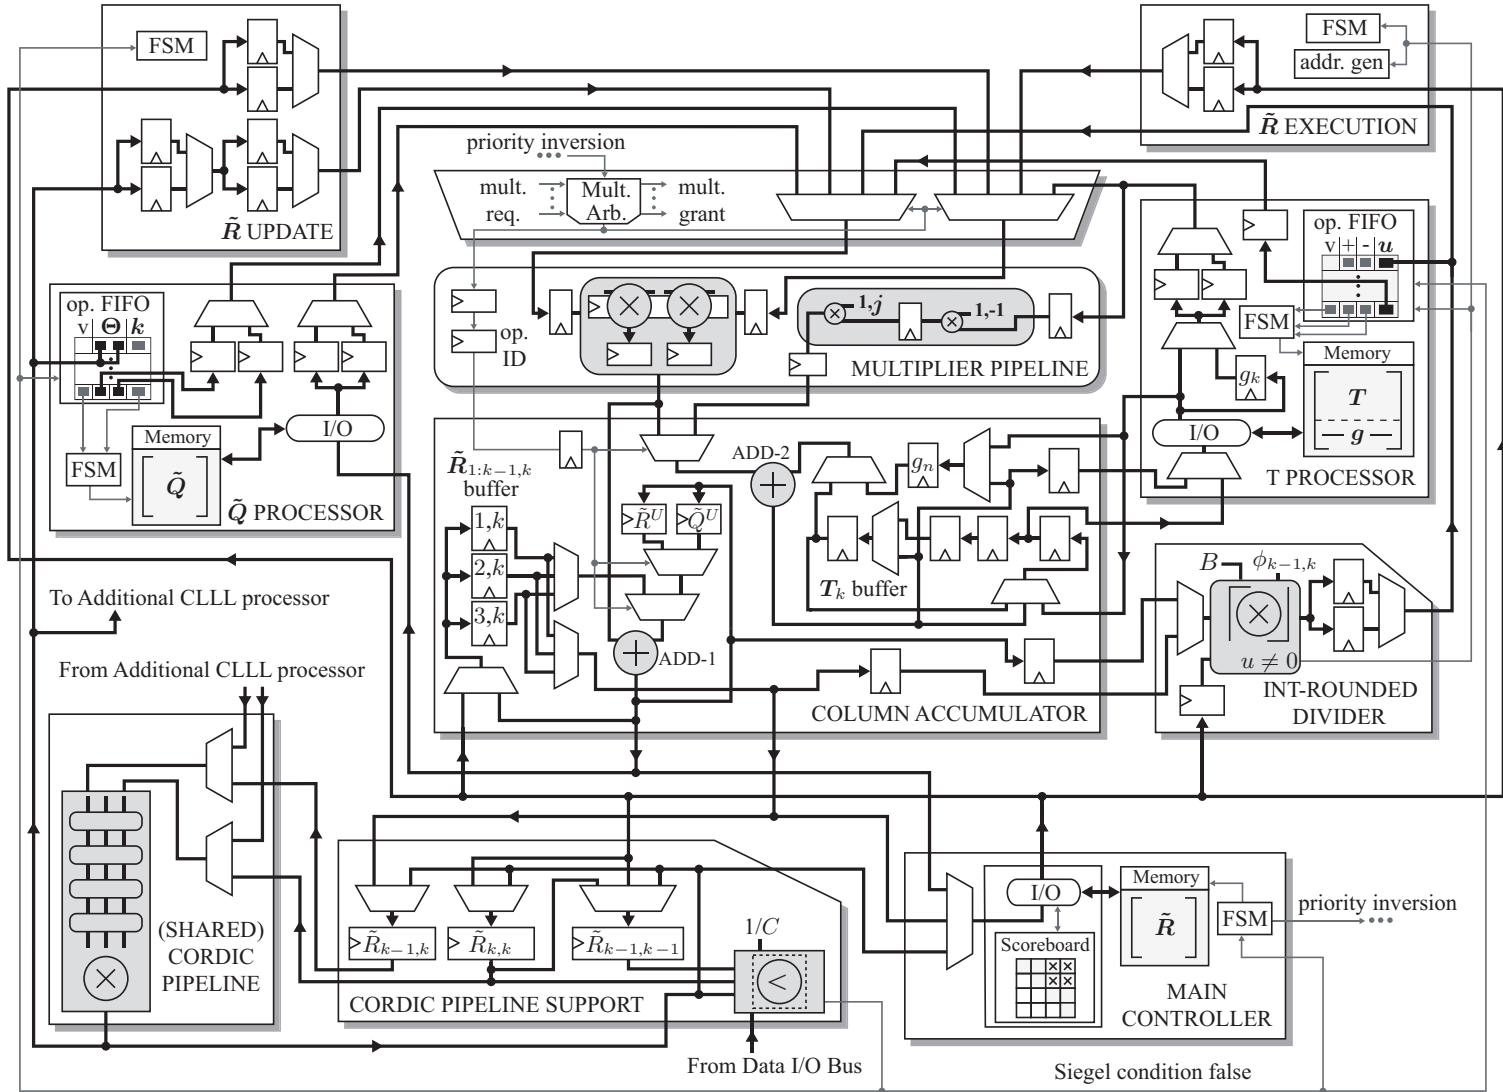 FSM
R̃ UPDATE
FSM
addr. gen
R̃ EXECUTION
priority inversion
mult.
req.
Mult.
Arb.
mult.
grant
op. FIFO
v Θ k
FSM
Memory
Q̃
I/O
Q̃ PROCESSOR
op.
ID
1,j
1,-1
MULTIPLIER PIPELINE
op. FIFO
v + - u
FSM
Memory
T
g
g_k
I/O
T PROCESSOR
R̃_{1:k−1,k}
buffer
1,k
2,k
3,k
R̃^U
Q̃^U
ADD-2
ADD-1
g_n
T_k buffer
COLUMN ACCUMULATOR
B
ϕ_{k−1,k}
u ≠ 0
INT-ROUNDED
DIVIDER
To Additional CLLL processor
From Additional CLLL processor
(SHARED)
CORDIC
PIPELINE
R̃_{k−1,k}
R̃_{k,k}
R̃_{k−1,k−1}
1/C
<
CORDIC PIPELINE SUPPORT
From Data I/O Bus
I/O
Scoreboard
Memory
R̃
FSM
priority inversion
MAIN
CONTROLLER
Siegel condition false